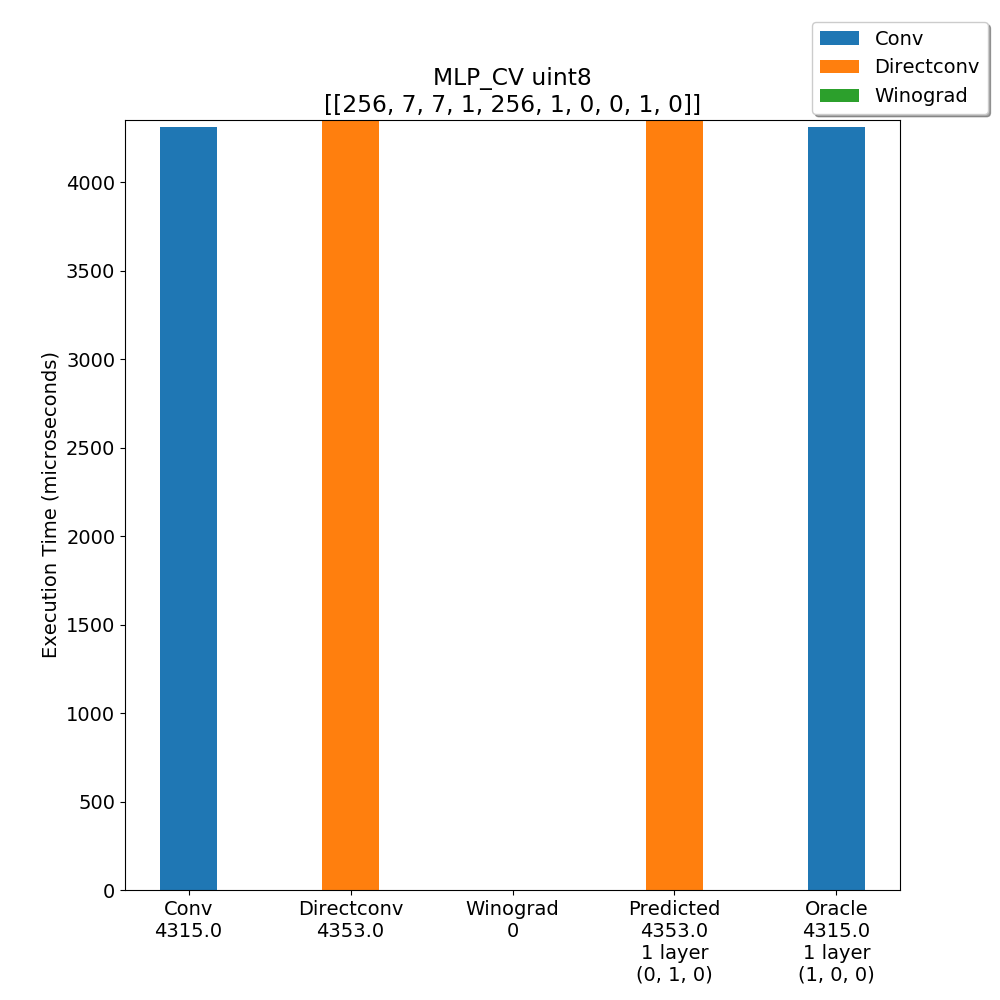 Conv
Directconv
Winograd
MLP_CV uint8
[[256, 7, 7, 1, 256, 1, 0, 0, 1, 0]]
Execution Time (microseconds)
4000
3500
3000
2500
2000
1500
1000
500
0
Conv
4315.0
Directconv
4353.0
Winograd
0
Predicted
4353.0
1 layer
(0, 1, 0)
Oracle
4315.0
1 layer
(1, 0, 0)